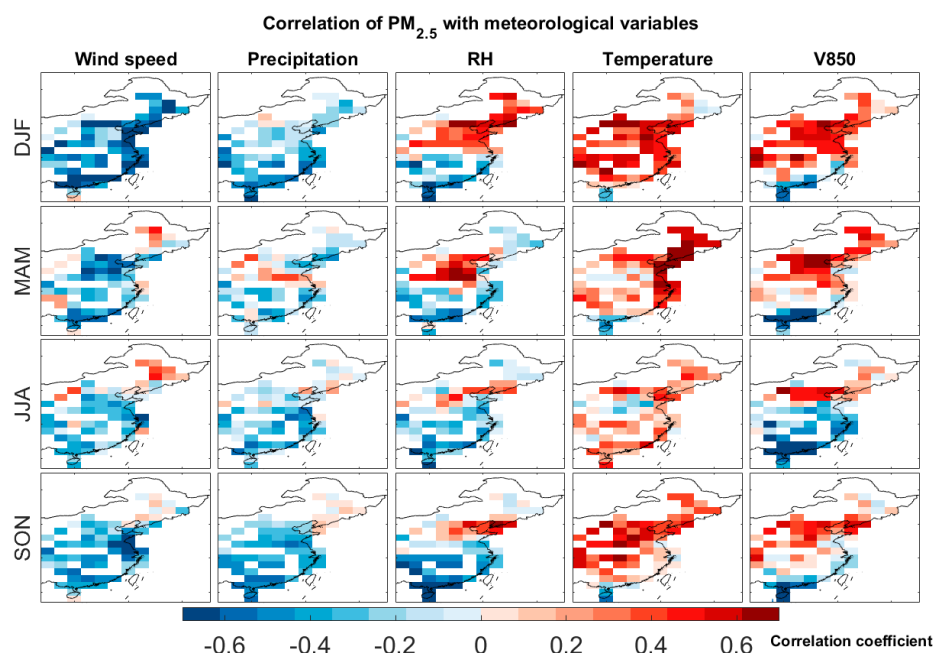 Correlation of PM2.5 with meteorological variables
Wind speed Precipitation RH Temperature V850
DJF
MAM
JJA
SON
-0.6 -0.4 -0.2 0 0.2 0.4 0.6 Correlation coefficient